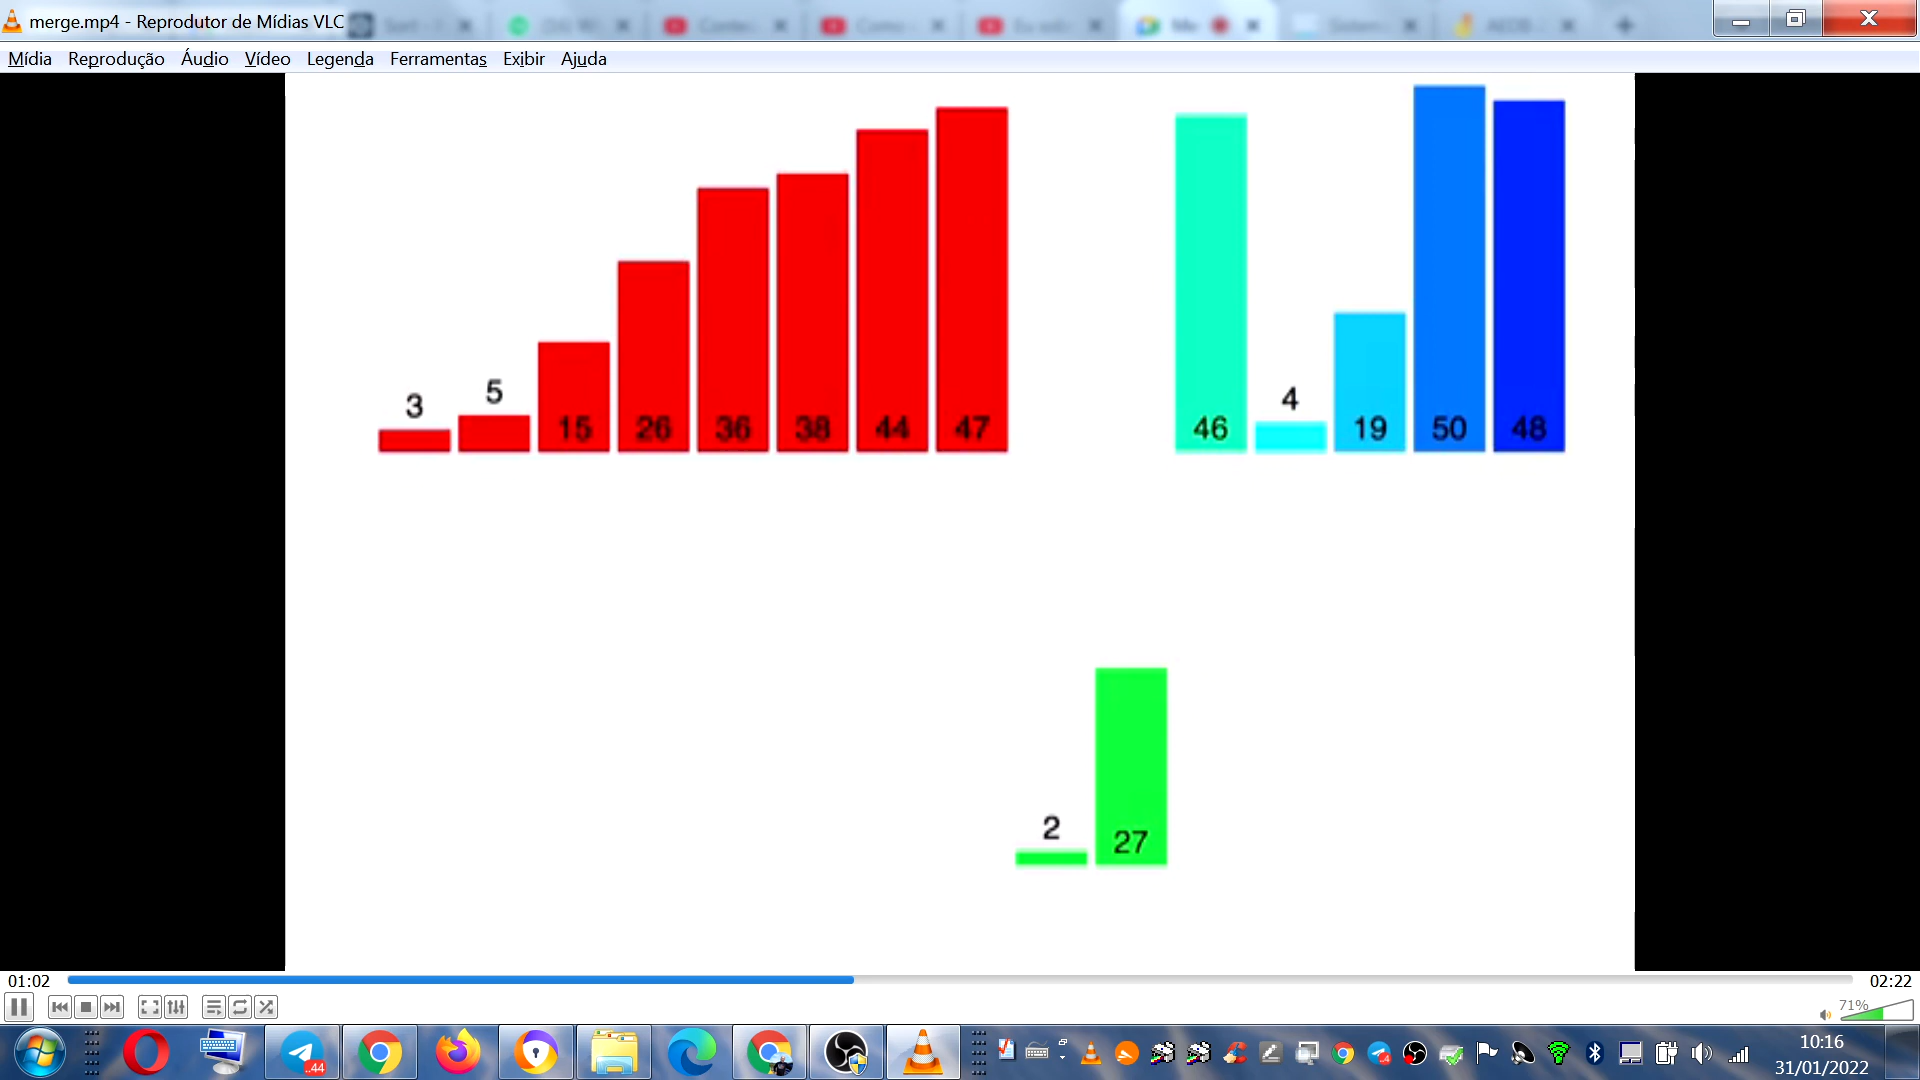 merge.mp4 - Reprodutor de Mídias VLC
Mídia Reprodução Áudio Vídeo Legenda Ferramentas Exibir Ajuda
3 5 15 26 36 38 44 47 46 4 19 50 48
2 27
01:02 02:22
71%
..44
10:16
31/01/2022